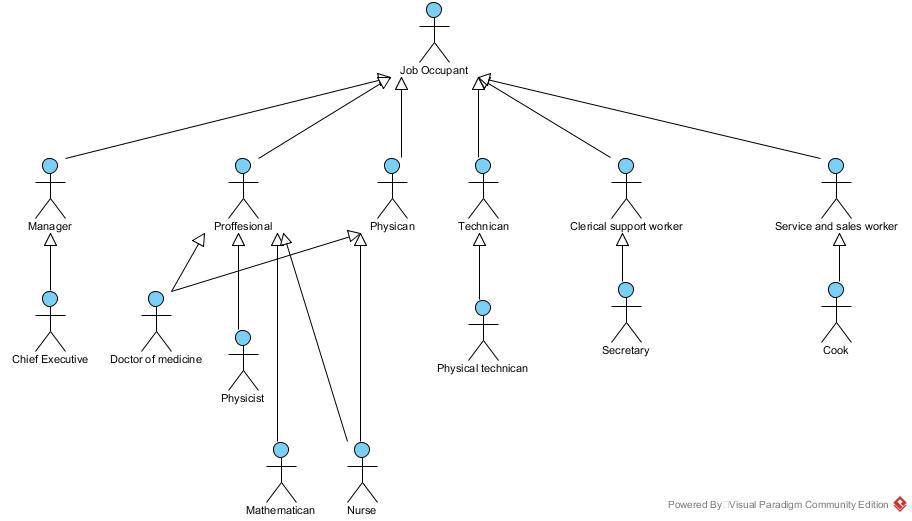 Job Occupant
Manager
Proffesional
Physican
Technican
Clerical support worker
Service and sales worker
Chief Executive
Doctor of medicine
Physicist
Physical technican
Secretary
Cook
Mathematican
Nurse
Powered By Visual Paradigm Community Edition